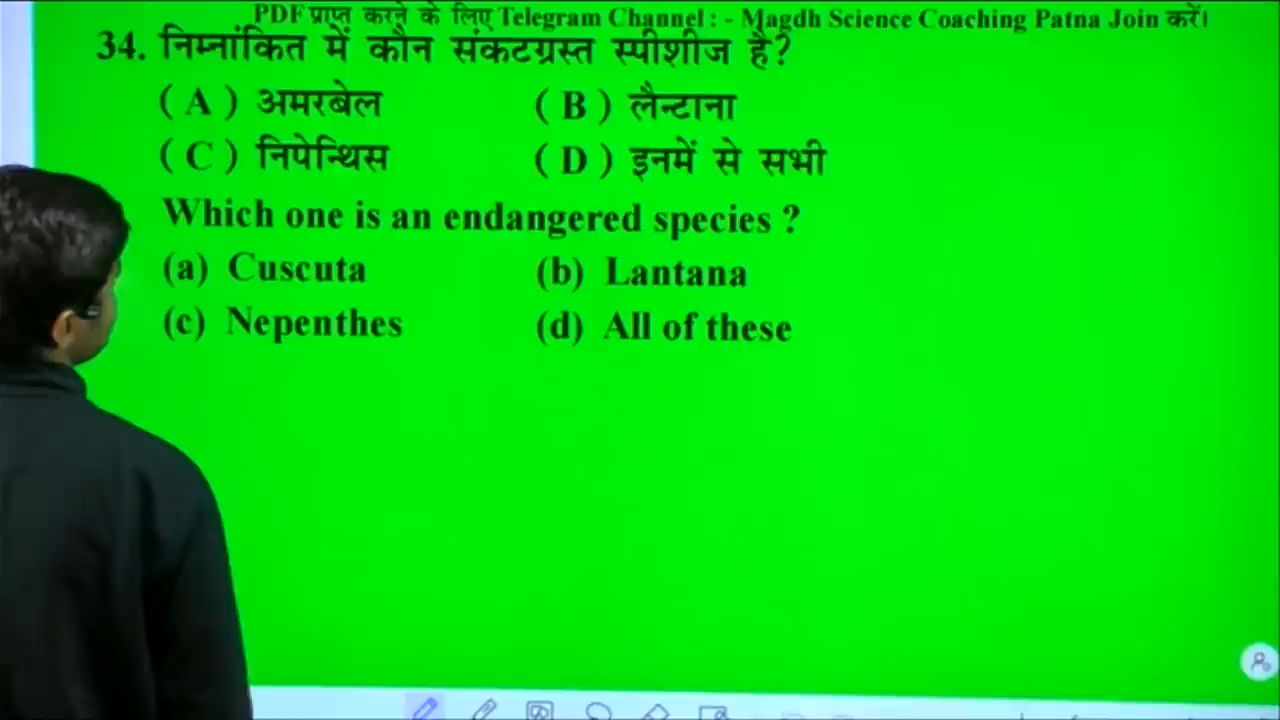 PDF प्राप्त करने के लिए Telegram Channel : - Magdh Science Coaching Patna Join करें।
34. निम्नांकित में कौन संकटग्रस्त स्पीशीज है?
( A ) अमरबेल ( B ) लैन्टाना
( C ) निपेन्थिस ( D ) इनमें से सभी
Which one is an endangered species ?
(a) Cuscuta (b) Lantana
(c) Nepenthes (d) All of these